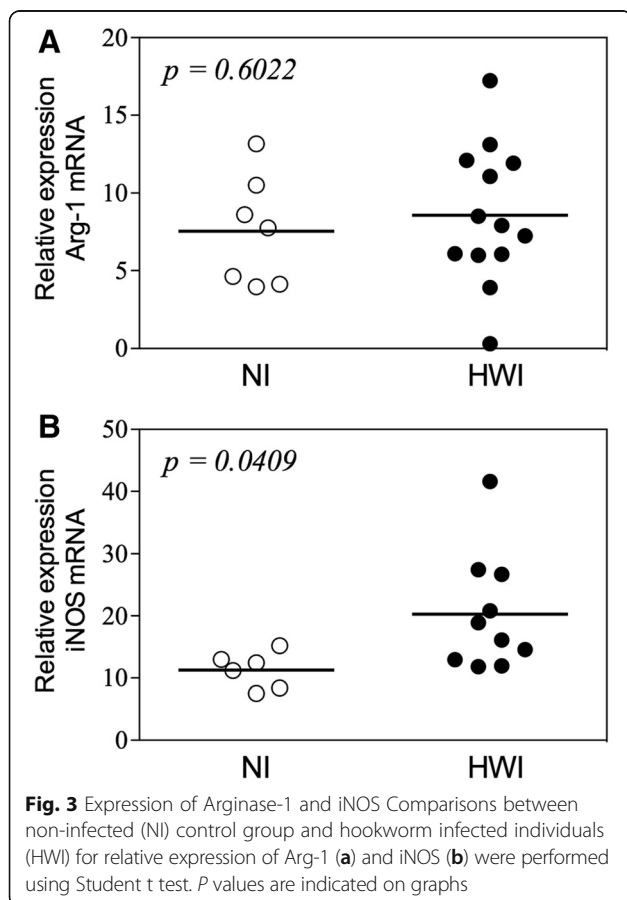 A
p = 0.6022
Relative expression
Arg-1 mRNA
20
15
10
5
0
NI
HWI
B
p = 0.0409
Relative expression
iNOS mRNA
50
40
30
20
10
0
NI
HWI
Fig. 3 Expression of Arginase-1 and iNOS Comparisons between
non-infected (NI) control group and hookworm infected individuals
(HWI) for relative expression of Arg-1 (a) and iNOS (b) were performed
using Student t test. P values are indicated on graphs